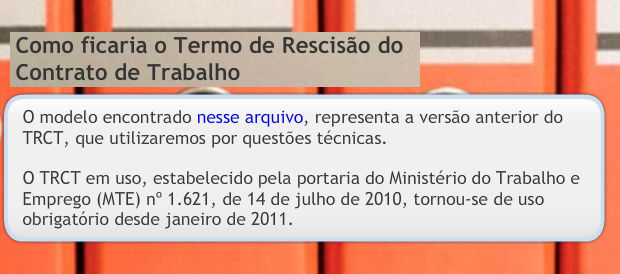 Como ficaria o Termo de Rescisão do
Contrato de Trabalho
O modelo encontrado nesse arquivo, representa a versão anterior do
TRCT, que utilizaremos por questões técnicas.
O TRCT em uso, estabelecido pela portaria do Ministério do Trabalho e
Emprego (MTE) nº 1.621, de 14 de julho de 2010, tornou-se de uso
obrigatório desde janeiro de 2011.